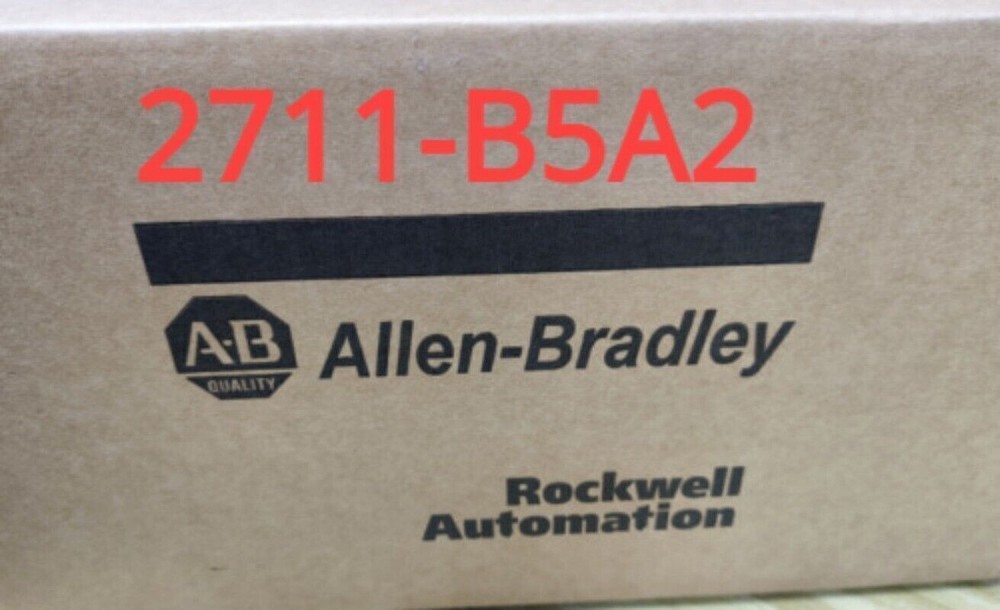 2711-B5A2
A-B
QUALITY
Allen-Bradley
Rockwell
Automation